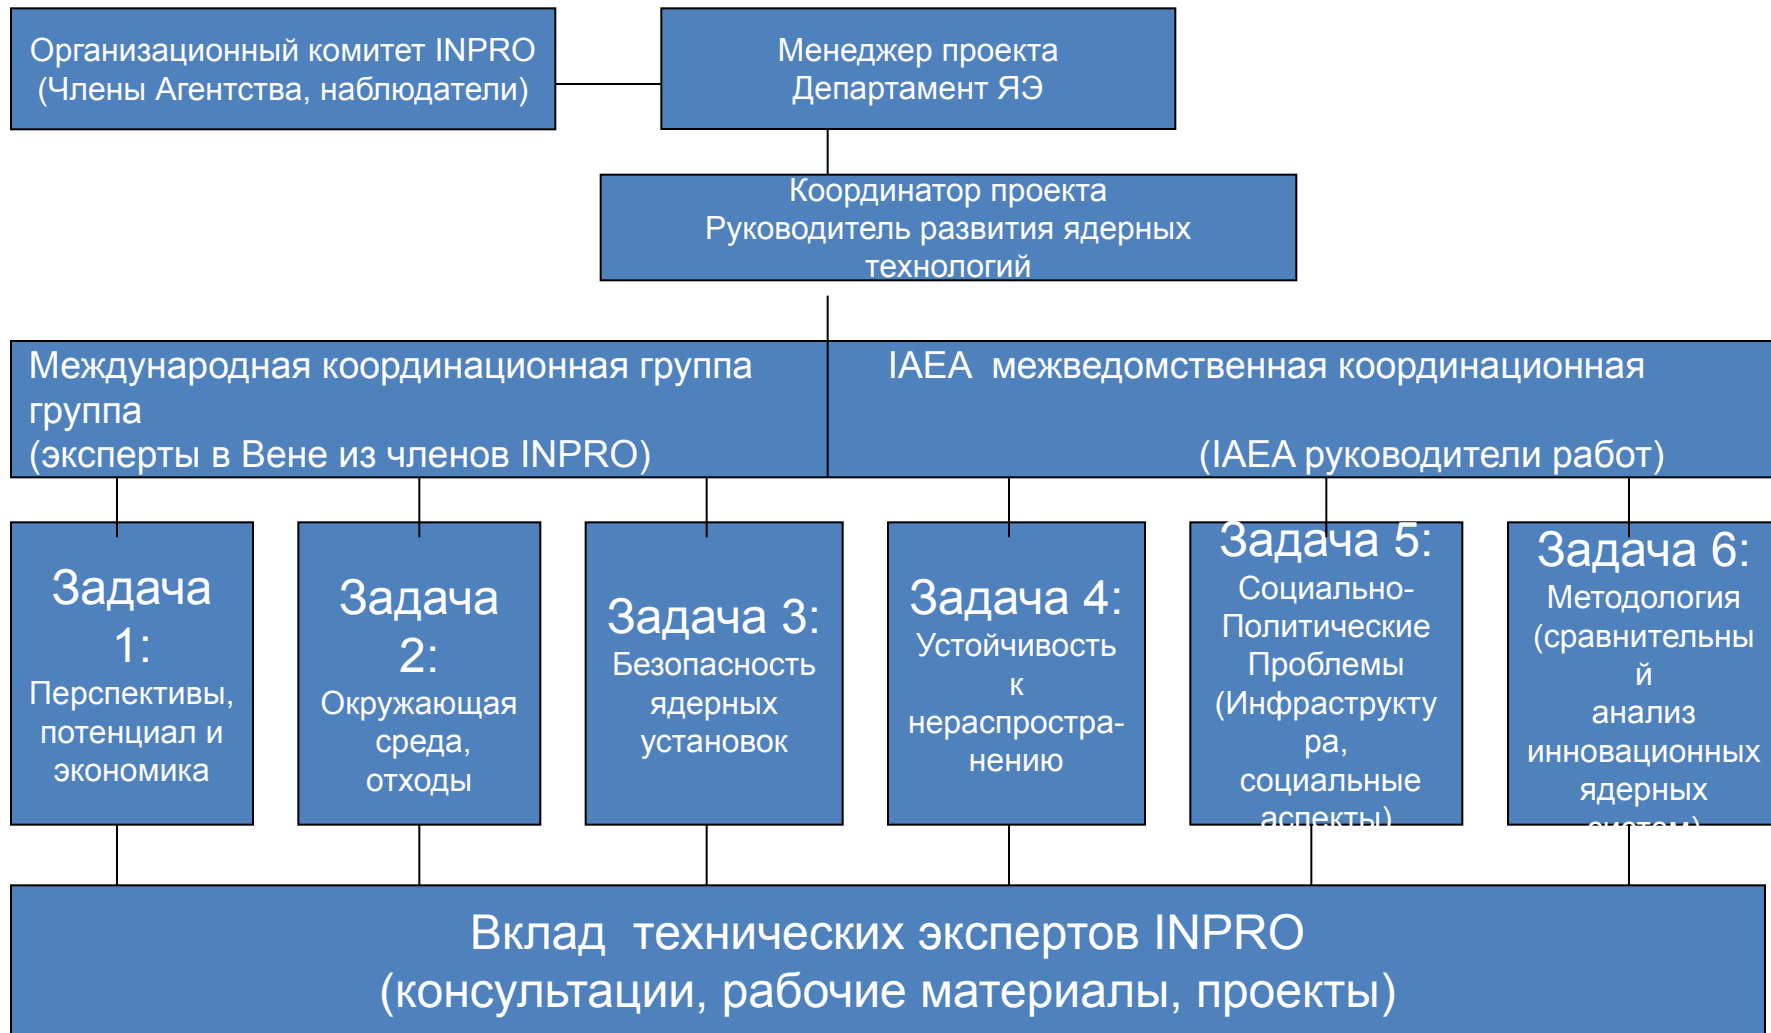 Организационный комитет INPRO
(Члены Агентства, наблюдатели)
Менеджер проекта
Департамент ЯЭ
Координатор проекта
Руководитель развития ядерных
технологий
Международная координационная группа IAEA межведомственная координационная
группа
(эксперты в Вене из членов INPRO) (IAEA руководители работ)
Задача
1:
Перспективы,
потенциал и
экономика
Задача
2:
Окружающая
среда,
отходы
Задача 3:
Безопасность
ядерных
установок
Задача 4:
Устойчивость
к
нераспростра-
нению
Задача 5:
Социально-
Политические
Проблемы
(Инфраструкту
ра,
социальные
аспекты)
Задача 6:
Методология
(сравнительны
й
анализ
инновационных
ядерных
систем)
Вклад технических экспертов INPRO
(консультации, рабочие материалы, проекты)